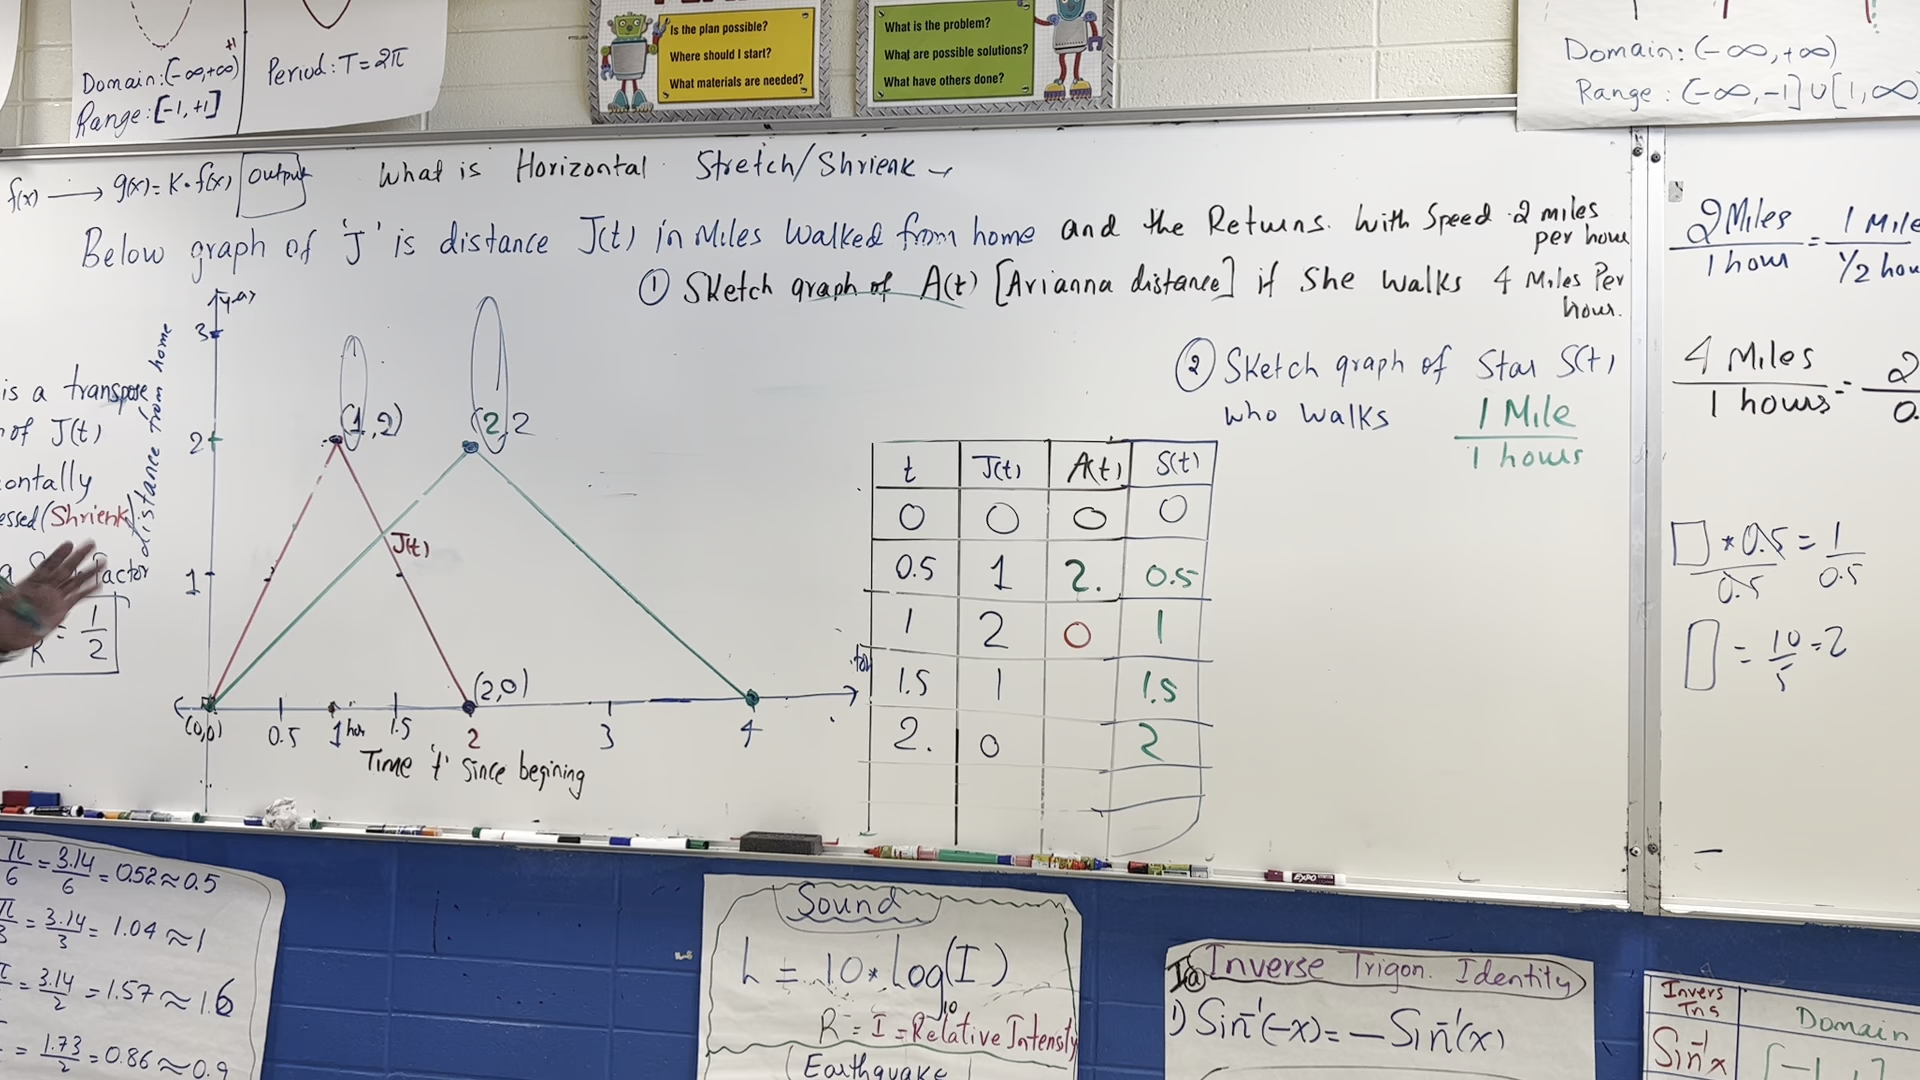 Domain: (-∞,+∞)
Range: [-1,+1]
+1
Period: T = 2π
Is the plan possible?
Where should I start?
What materials are needed?
What is the problem?
What are possible solutions?
What have others done?
Domain: (-∞,+∞)
Range: (-∞,-1]∪[1,∞
f(x) → g(x)= K·f(x) Output
What is Horizontal Stretch/Shrienk
Below graph of 'J' is distance J(t) in Miles Walked from home and the Retuns. With Speed 2 miles
per hour
① Sketch graph of A(t) [Arianna distance] if She Walks 4 Miles Per
hour.
② Sketch graph of Star S(t)
who walks 1 Mile
1 hours
is a transpose
of J(t)
ontally
essed (Shrienk)
Factor
K = 1/2
distance from home
3
2
1
(1,2)
(2,2
J(t)
(2,0)
(0,0)
0.5 1 hour 1.5 2 3 4
Time 't' Since begining
t J(t) A(t) S(t)
0 0 0 0
0.5 1 2. 0.5
1 2 0 1
1.5 1 1.5
2. 0 2
2 Miles / 1 hour = 1 Mile / 1/2 hou
4 Miles / 1 hours = 2 / 0.
□ * 0.5 / 0.5 = 1 / 0.5
□ = 10/5 = 2
π/6 = 3.14/6 = 0.52 ≈ 0.5
π/3 = 3.14/3 = 1.04 ≈ 1
= 3.14/2 = 1.57 ≈ 1.6
= 1.73/2 = 0.86 ≈ 0.9
EXPO
Sound
L = 10 * Log₁₀(I)
R = I = Relative Intensity
Earthquake
Inverse Trigon. Identity
1) Sin⁻¹(-x) = -Sin⁻¹(x)
Invers
Tns
Domain
Sin⁻¹x